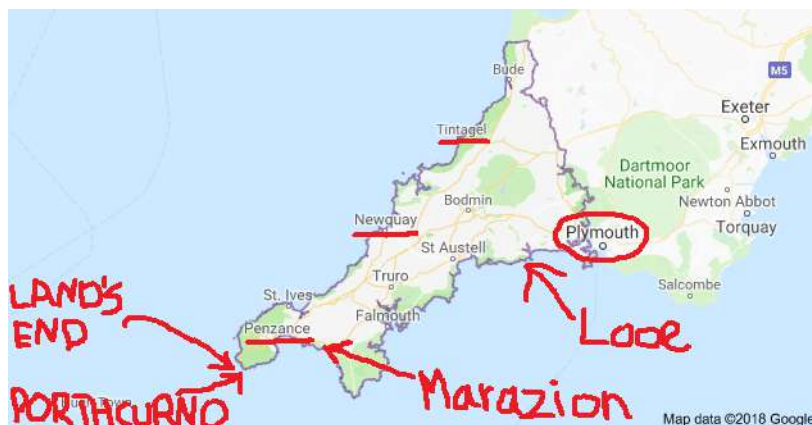 Bude
M5
Exeter
Tintagel
Exmouth
Dartmoor
National Park
Newquay
Bodmin
Newton Abbot
Plymouth
Torquay
St Austell
Truro
Salcombe
LAND'S
END
St. Ives
Falmouth
Penzance
Looe
PORTHCURNO
Marazion
Map data ©2018 Google